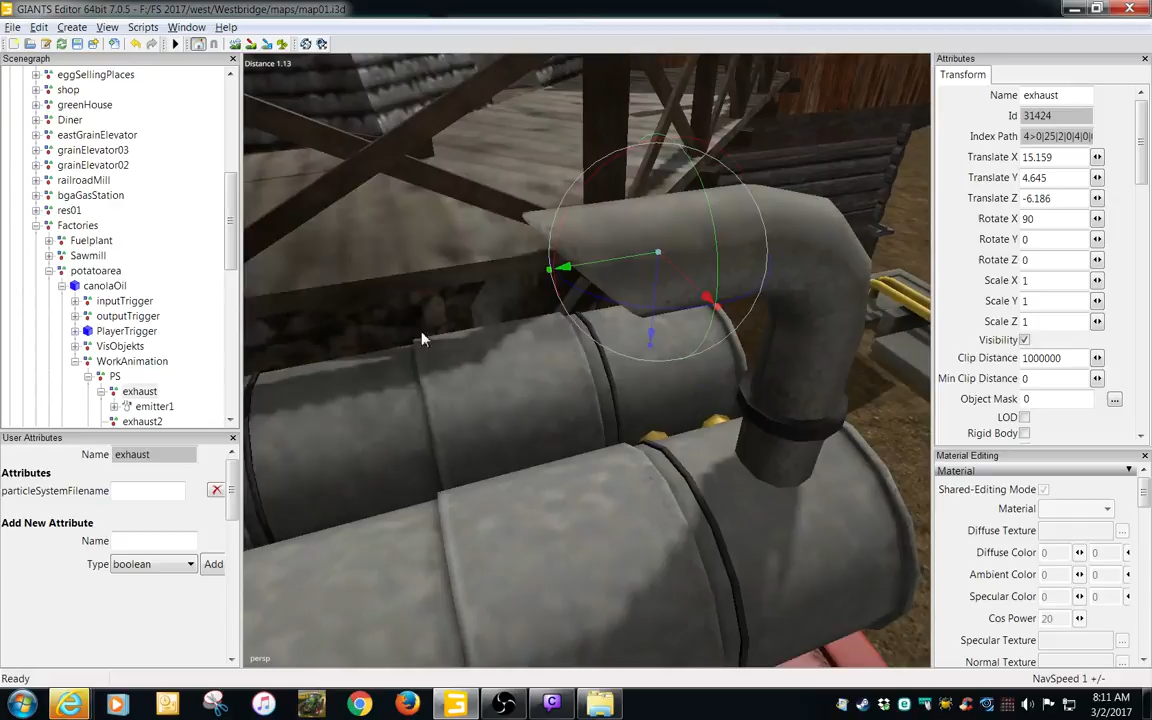 GIANTS Editor 64bit 7.0.5 - F:/FS 2017/west/Westbridge/maps/map01.i3d
File Edit Create View Scripts Window Help
Scenegraph
eggSellingPlaces
shop
greenHouse
Diner
eastGrainElevator
grainElevator03
grainElevator02
railroadMill
bgaGasStation
res01
Factories
Fuelplant
Sawmill
potatoarea
canolaOil
inputTrigger
outputTrigger
PlayerTrigger
VisObjekts
WorkAnimation
PS
exhaust
emitter1
exhaust2
User Attributes
Name exhaust
Attributes
particleSystemFilename
Add New Attribute
Name
Type boolean Add
Distance 1.13
persp
Attributes
Transform
Name exhaust
Id 31424
Index Path 4>0|25|2|0|4|0|
Translate X 15.159
Translate Y 4.645
Translate Z -6.186
Rotate X 90
Rotate Y 0
Rotate Z 0
Scale X 1
Scale Y 1
Scale Z 1
Visibility
Clip Distance 1000000
Min Clip Distance 0
Object Mask 0 ...
LOD
Rigid Body
Material Editing
Material
Shared-Editing Mode
Material
Diffuse Texture ...
Diffuse Color 0 0
Ambient Color 0 0
Specular Color 0 0
Cos Power 20
Specular Texture ...
Normal Texture ...
Ready
NavSpeed 1 +/-
8:11 AM
3/2/2017